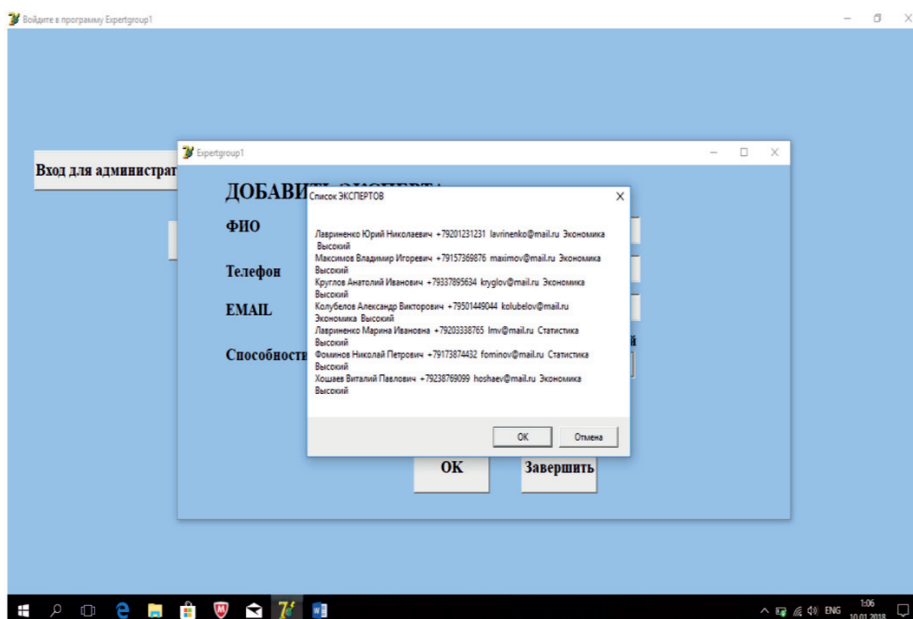 Войдите в программу Expertgroup1
Вход для администрат
Expertgroup1
ДОБАВИ
ФИО
Телефон
EMAIL
Способности
й
Список ЭКСПЕРТОВ
Лавриненко Юрий Николаевич +79201231231 lavrinenko@mail.ru Экономика
Высокий
Максимов Владимир Игоревич +79157369876 maximov@mail.ru Экономика
Высокий
Круглов Анатолий Иванович +79337895634 kryglov@mail.ru Экономика
Высокий
Колубелов Александр Викторович +79501449044 kolubelov@mail.ru
Экономика Высокий
Лавриненко Марина Ивановна +79203338765 lmv@mail.ru Статистика
Высокий
Фоминов Николай Петрович +79173874432 fominov@mail.ru Статистика
Высокий
Хошаев Виталий Павлович +79238769099 hoshaev@mail.ru Экономика
Высокий
OK
Отмена
OK
Завершить
ENG
1:06
10.01.2018